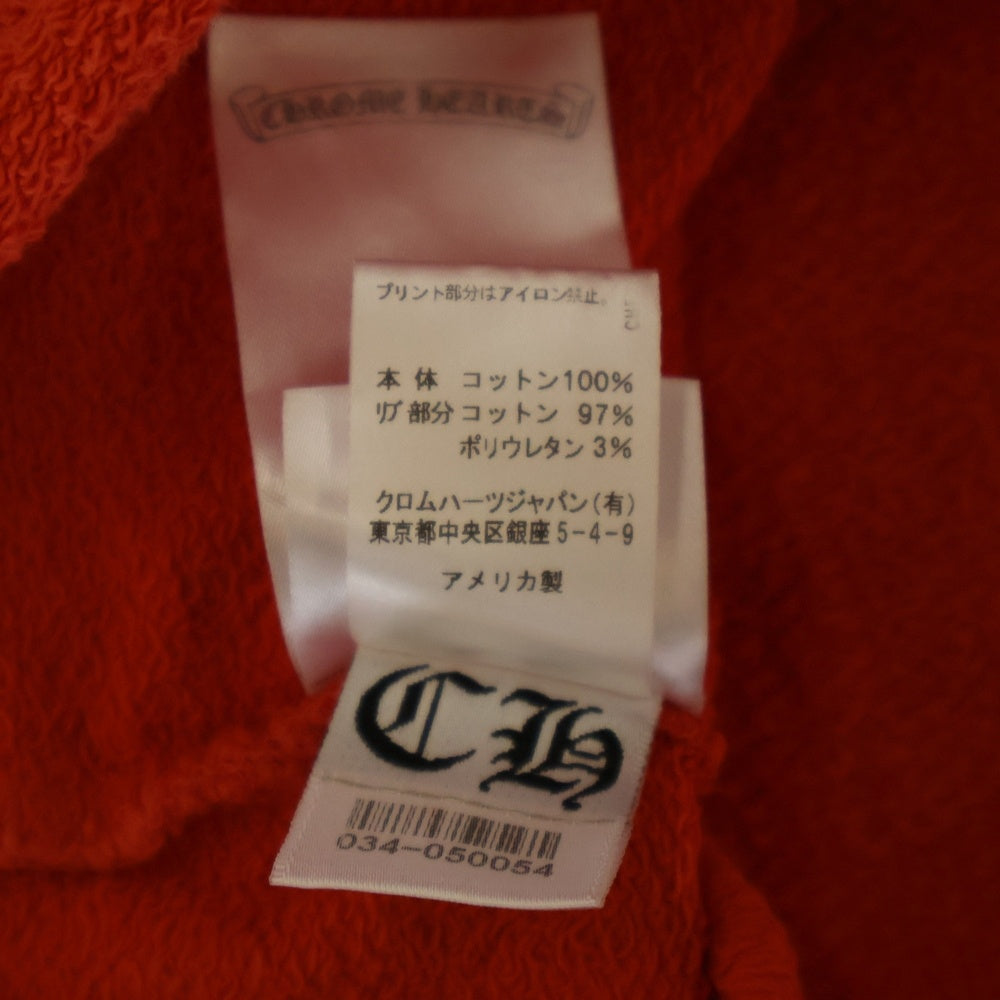 CHROME HEARTS
プリント部分はアイロン禁止。
本体 コットン100%
リブ部分コットン 97%
ポリウレタン 3%
クロムハーツジャパン(有)
東京都中央区銀座5-4-9
アメリカ製
CH
034-050054